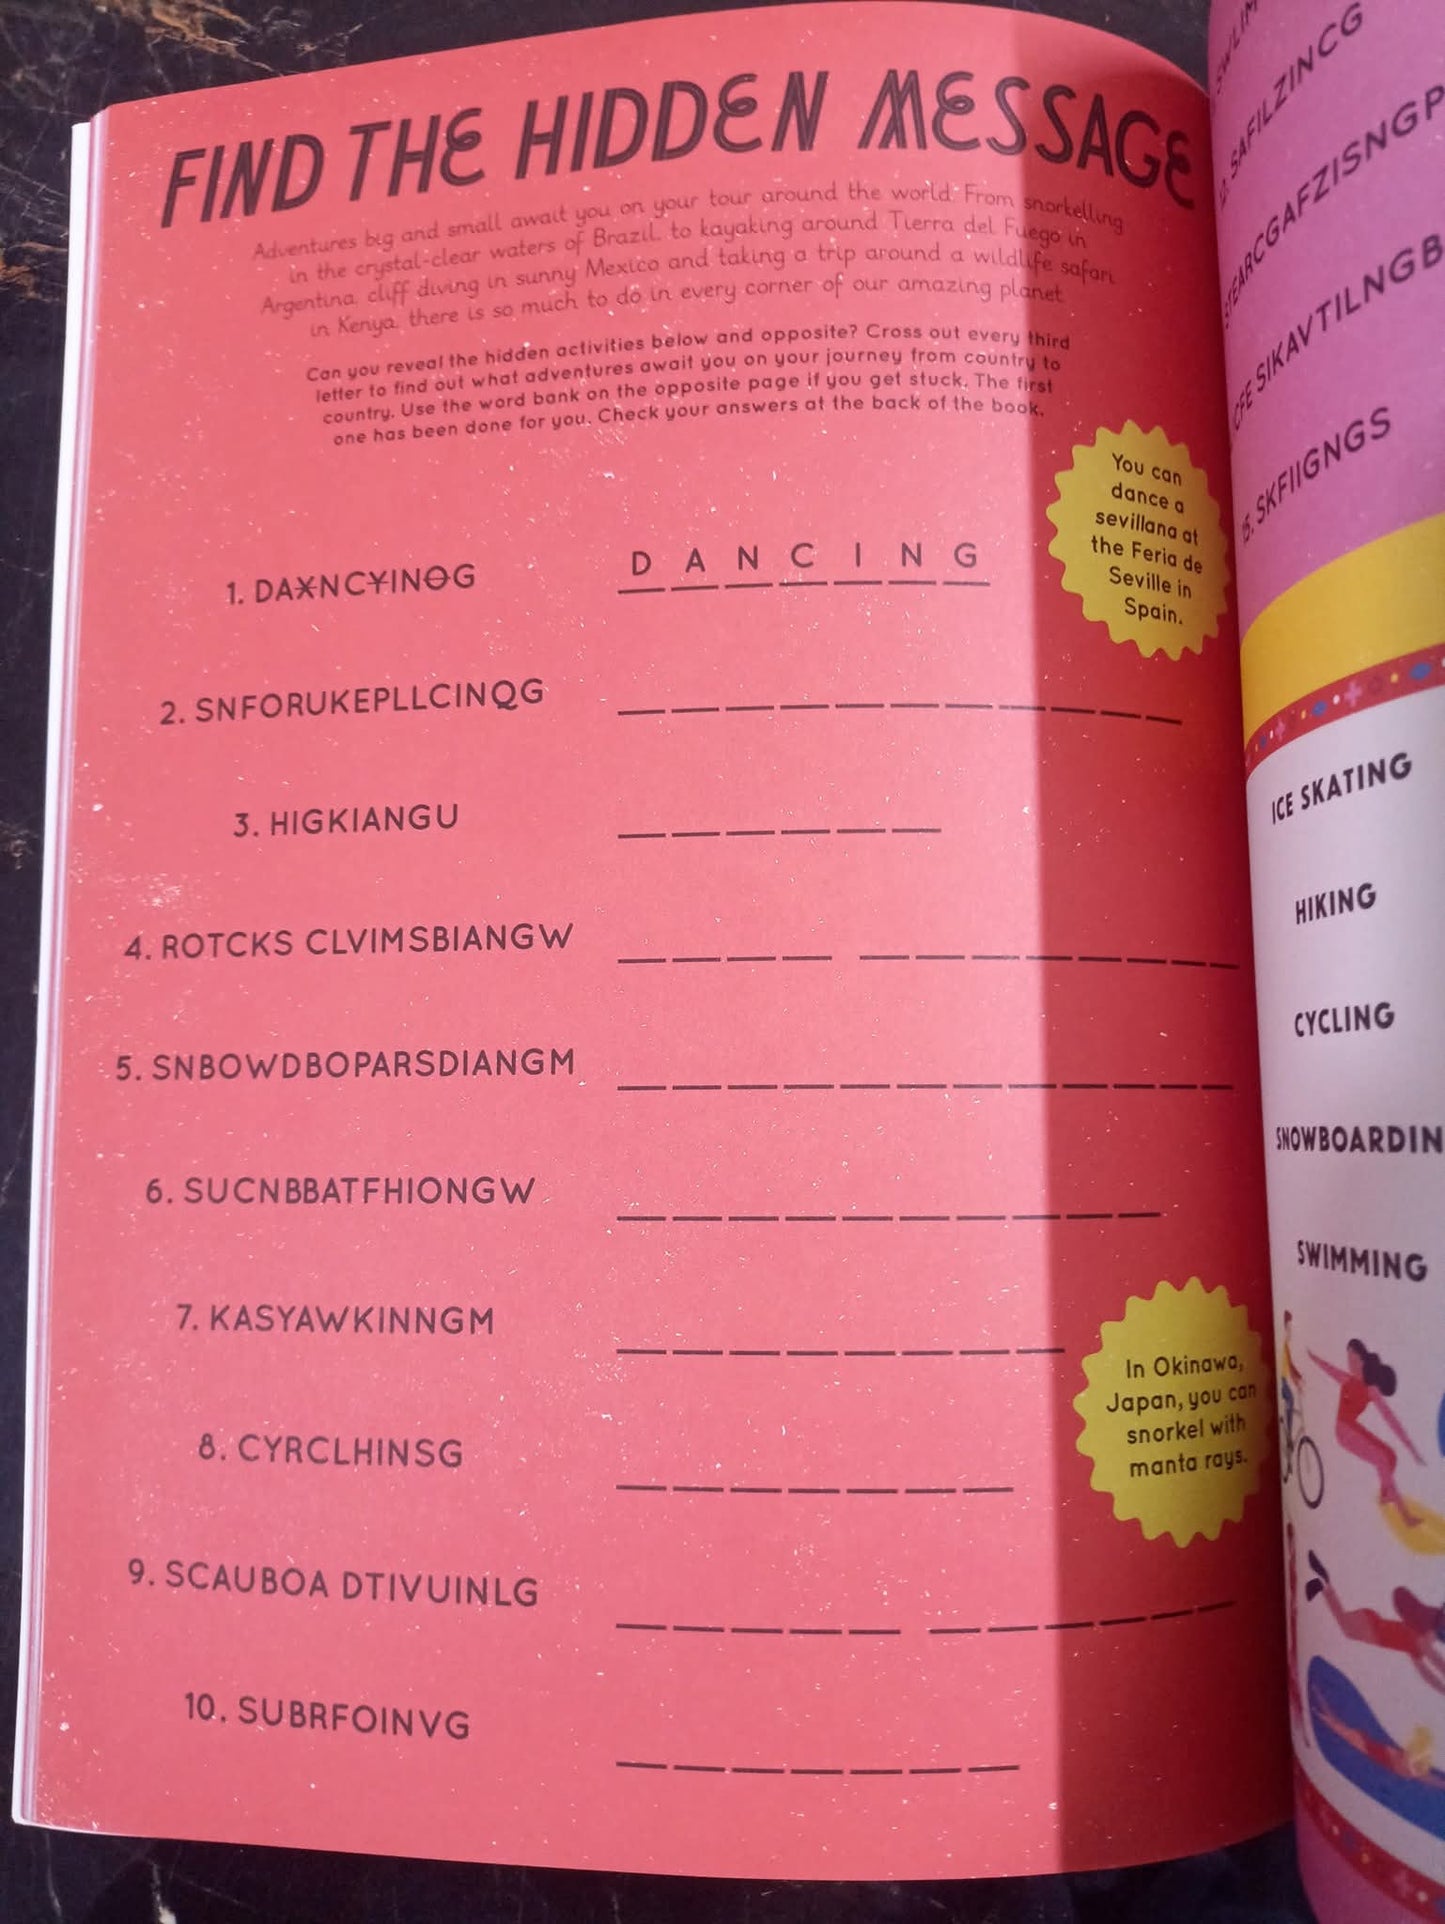 FIND THE HIDDEN MESSAGE
Adventures big and small await you on your tour around the world. From snorkelling
in the crystal-clear waters of Brazil, to kayaking around Tierra del Fuego in
Argentina, cliff diving in sunny Mexico and taking a trip around a wildlife safari
in Kenya, there is so much to do in every corner of our amazing planet.
Can you reveal the hidden activities below and opposite? Cross out every third
letter to find out what adventures await you on your journey from country to
country. Use the word bank on the opposite page if you get stuck. The first
one has been done for you. Check your answers at the back of the book.
You can
dance a
sevillana at
the Feria de
Seville in
Spain.
1. DAXNCYINOG
D A N C I N G
2. SNFORUKEPLLCINQG
3. HIGKIANGU
4. ROTCKS CLVIMSBIANGW
5. SNBOWDBOPARSDIANGM
6. SUCNBBATFHIONGW
7. KASYAWKINNGM
In Okinawa,
Japan, you can
snorkel with
manta rays.
8. CYRCLHINSG
9. SCAUBOA DTIVUINLG
10. SUBRFOINVG
SAFILZINCG
STEARCGAFZISNGP
SIKAVTILNGB
15. SKFIIGNGS
ICE SKATING
HIKING
CYCLING
SNOWBOARDIN
SWIMMING